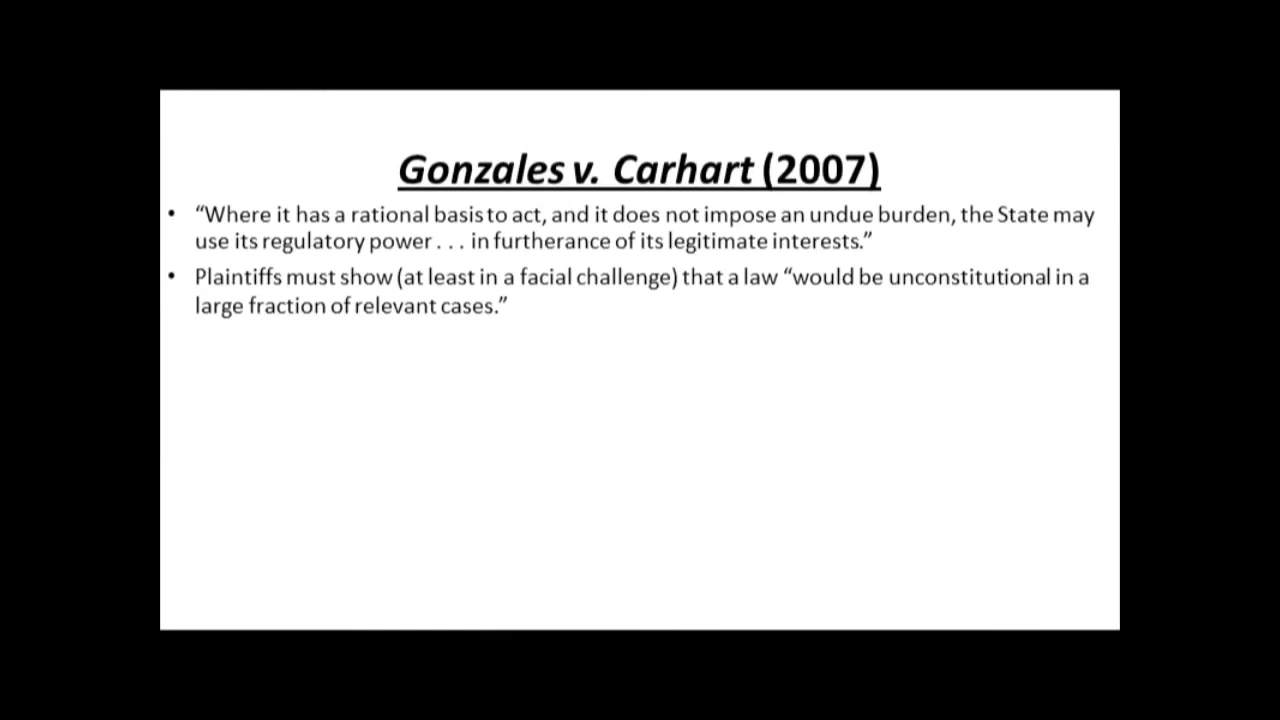 Gonzales v. Carhart (2007)
• “Where it has a rational basis to act, and it does not impose an undue burden, the State may
use its regulatory power . . . in furtherance of its legitimate interests.”
• Plaintiffs must show (at least in a facial challenge) that a law “would be unconstitutional in a
large fraction of relevant cases.”